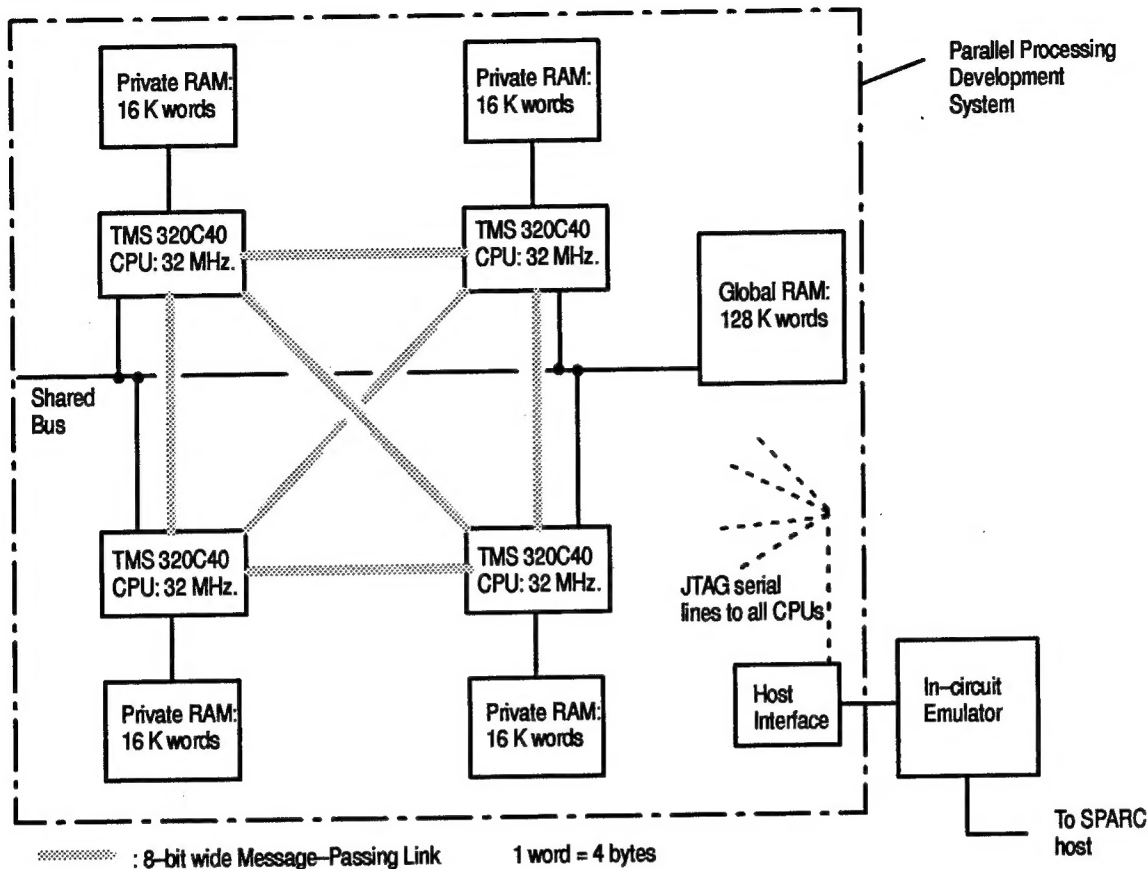 Private RAM:
16 K words
Private RAM:
16 K words
Parallel Processing
Development
System
TMS 320C40
CPU: 32 MHz.
TMS 320C40
CPU: 32 MHz.
Global RAM:
128 K words
Shared
Bus
TMS 320C40
CPU: 32 MHz.
TMS 320C40
CPU: 32 MHz.
JTAG serial
lines to all CPUs
Private RAM:
16 K words
Private RAM:
16 K words
Host
Interface
In-circuit
Emulator
To SPARC
host
: 8-bit wide Message-Passing Link
1 word = 4 bytes